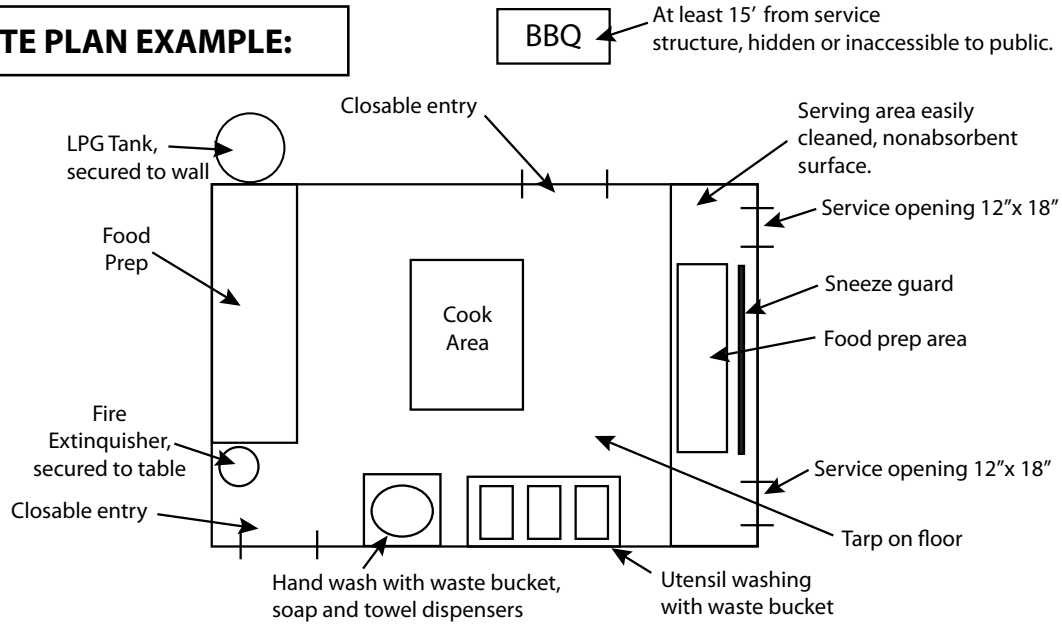 TE PLAN EXAMPLE:
BBQ
At least 15’ from service
structure, hidden or inaccessible to public.
Closable entry
LPG Tank,
secured to wall
Serving area easily
cleaned, nonabsorbent
surface.
Service opening 12”x 18”
Food
Prep
Sneeze guard
Cook
Area
Food prep area
Fire
Extinquisher,
secured to table
Service opening 12”x 18”
Closable entry
Tarp on floor
Hand wash with waste bucket,
soap and towel dispensers
Utensil washing
with waste bucket